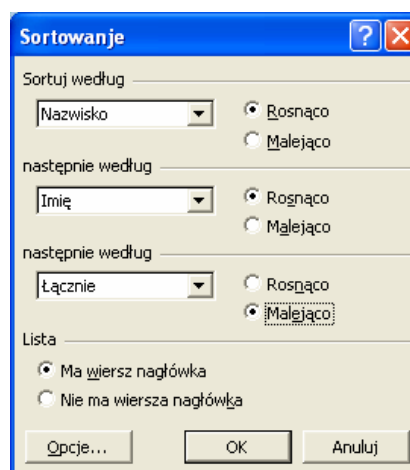 Sortowanje
Sortuj według
Nazwisko
Rosnąco
Malejąco
następnie według
Imię
Rosnąco
Malejąco
następnie według
Łącznie
Rosnąco
Malejąco
Lista
Ma wiersz nagłówka
Nie ma wiersza nagłówka
Opcje...
OK
Anuluj